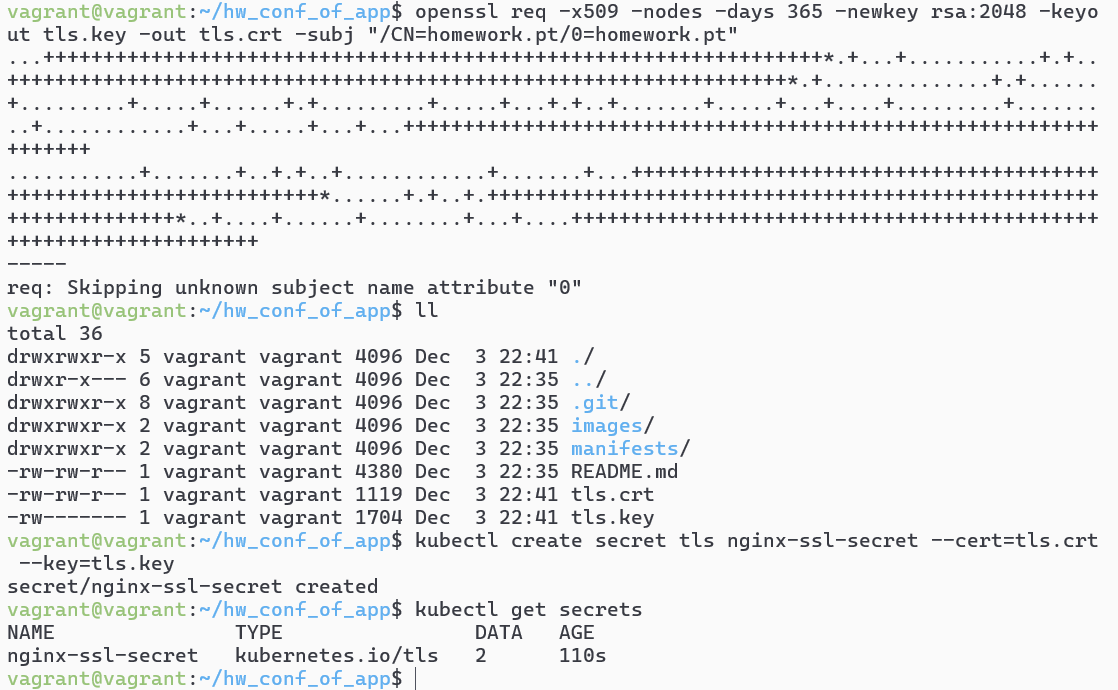 vagrant@vagrant:~/hw_conf_of_app$ openssl req -x509 -nodes -days 365 -newkey rsa:2048 -keyo
ut tls.key -out tls.crt -subj "/CN=homework.pt/0=homework.pt"
...+++++++++++++++++++++++++++++++++++++++++++++++++++++++++++++++++*.+...+...........+.+..
+++++++++++++++++++++++++++++++++++++++++++++++++++++++++++++++++*.+..............+.+......
+.........+.....+......+.+.........+.....+...+.+..+.......+.....+...+....+.........+.......
..+............+...+.....+...+...++++++++++++++++++++++++++++++++++++++++++++++++++++++++++
+++++++
...........+.......+..+.+..+............+.......+...+++++++++++++++++++++++++++++++++++++++
++++++++++++++++++++++++++*......+.+..+.+++++++++++++++++++++++++++++++++++++++++++++++++++
++++++++++++++*..+....+......+........+...+....++++++++++++++++++++++++++++++++++++++++++++
+++++++++++++++++++++
-----
req: Skipping unknown subject name attribute "0"
vagrant@vagrant:~/hw_conf_of_app$ ll
total 36
drwxrwxr-x 5 vagrant vagrant 4096 Dec  3 22:41 ./
drwxr-x--- 6 vagrant vagrant 4096 Dec  3 22:35 ../
drwxrwxr-x 8 vagrant vagrant 4096 Dec  3 22:35 .git/
drwxrwxr-x 2 vagrant vagrant 4096 Dec  3 22:35 images/
drwxrwxr-x 2 vagrant vagrant 4096 Dec  3 22:35 manifests/
-rw-rw-r-- 1 vagrant vagrant 4380 Dec  3 22:35 README.md
-rw-rw-r-- 1 vagrant vagrant 1119 Dec  3 22:41 tls.crt
-rw------- 1 vagrant vagrant 1704 Dec  3 22:41 tls.key
vagrant@vagrant:~/hw_conf_of_app$ kubectl create secret tls nginx-ssl-secret --cert=tls.crt
 --key=tls.key
secret/nginx-ssl-secret created
vagrant@vagrant:~/hw_conf_of_app$ kubectl get secrets
NAME               TYPE                DATA   AGE
nginx-ssl-secret   kubernetes.io/tls   2      110s
vagrant@vagrant:~/hw_conf_of_app$